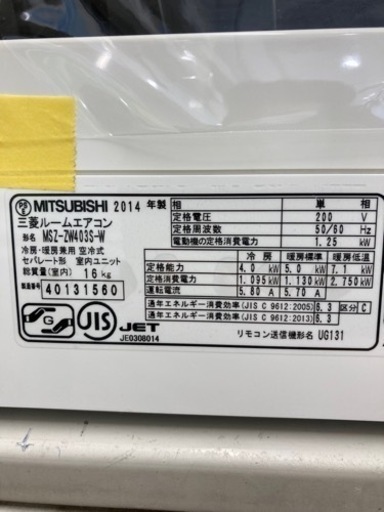 PSE MITSUBISHI 2014 年製
三菱ルームエアコン
形名 MSZ-ZW403S-W
冷房・暖房兼用 空冷式
セパレート形 室内ユニット
総質量(室内) 16 kg
製造番号 40131560
G JIS JET
JE0308014
相 単相
定格電圧 200 V
定格周波数 50/60 Hz
電動機の定格消費電力 1.25 kW
冷房 暖房標準 暖房低温
定格能力 4.0 kW 5.0 kW 7.1 kW
定格消費電力 1.095 kW 1.130 kW 2.750 kW
運転電流 5.80 A 5.70 A
通年エネルギー消費効率(JIS C 9612:2005) 5.3 区分 C
通年エネルギー消費効率(JIS C 9612:2013) 5.3
リモコン送信機形名 UG131